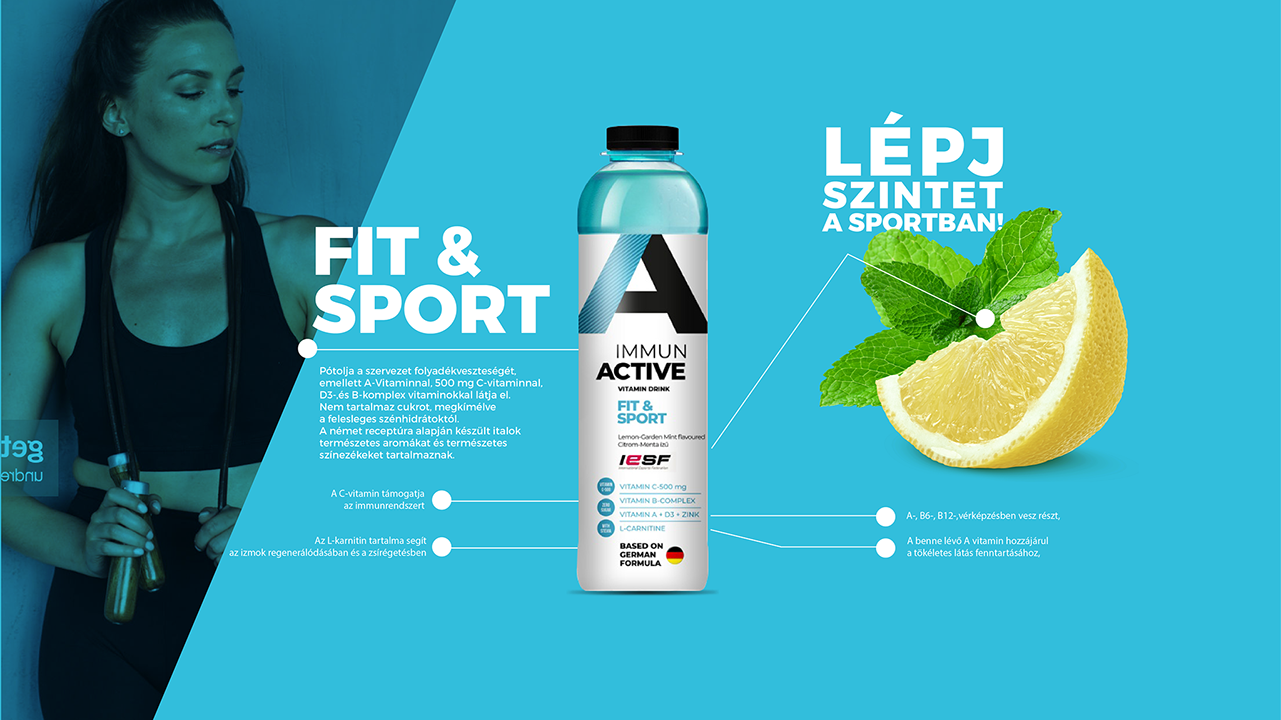 FIT &
SPORT
Pótolja a szervezet folyadékveszteségét,
emellett A-Vitaminnal, 500 mg C-vitaminnal,
D3-,és B-komplex vitaminokkal látja el.
Nem tartalmaz cukrot, megkímélve
a felesleges szénhidrátoktól.
A német receptúra alapján készült italok
természetes aromákat és természetes
színezékeket tartalmaznak.
A C-vitamin támogatja
az immunrendszert
Az L-karnitin tartalma segít
az izmok regenerálódásában és a zsírégetésben
A
IMMUN
ACTIVE
VITAMIN DRINK
FIT &
SPORT
Lemon-Garden Mint flavoured
Citrom-Menta ízű
IESF
VITAMIN C-500 mg
VITAMIN B-COMPLEX
VITAMIN A + D3 + ZINK
L-CARNITINE
BASED ON
GERMAN
FORMULA
LÉPJ
SZINTET
A SPORTBAN!
A-, B6-, B12-,vérképzésben vesz részt,
A benne lévő A vitamin hozzájárul
a tökéletes látás fenntartásához,
get
undre